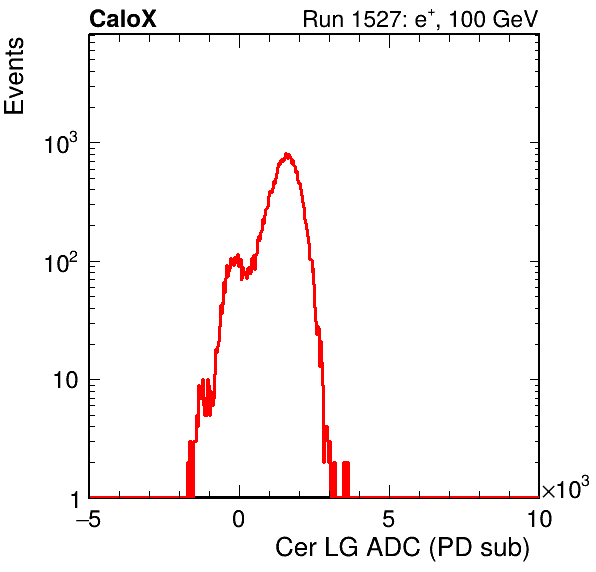 CaloX Run 1527: e⁺, 100 GeV
Events
10³
10²
10
1
−5 0 5 10 ×10³
Cer LG ADC (PD sub)